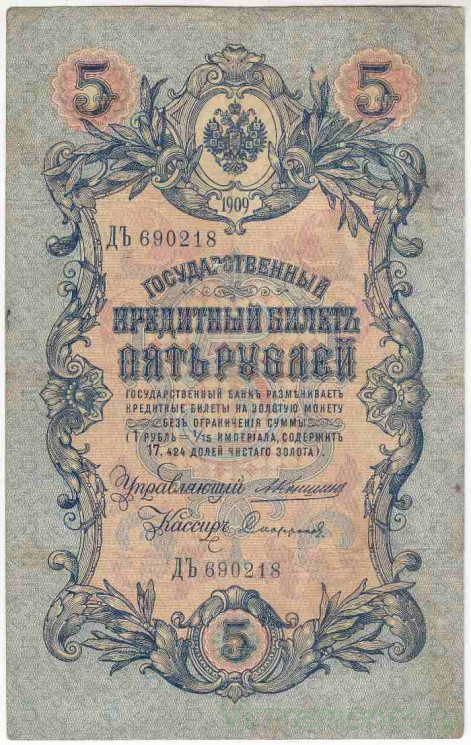 5 5
1909
ДЪ 690218
ГОСУДАРСТВЕННЫЙ
КРЕДИТНЫЙ БИЛЕТЪ
ПЯТЬ РУБЛЕЙ
ГОСУДАРСТВЕННЫЙ БАНКЪ РАЗМѢНИВАЕТЪ
КРЕДИТНЫЕ БИЛЕТЫ НА ЗОЛОТУЮ МОНЕТУ
БЕЗЪ ОГРАНИЧЕНІЯ СУММЫ
(1 РУБЛЬ = 1/15 ИМПЕРІАЛА, СОДЕРЖИТЪ
17,424 ДОЛЕЙ ЧИСТАГО ЗОЛОТА).
Управляющій
Кассиръ
ДЪ 690218
5